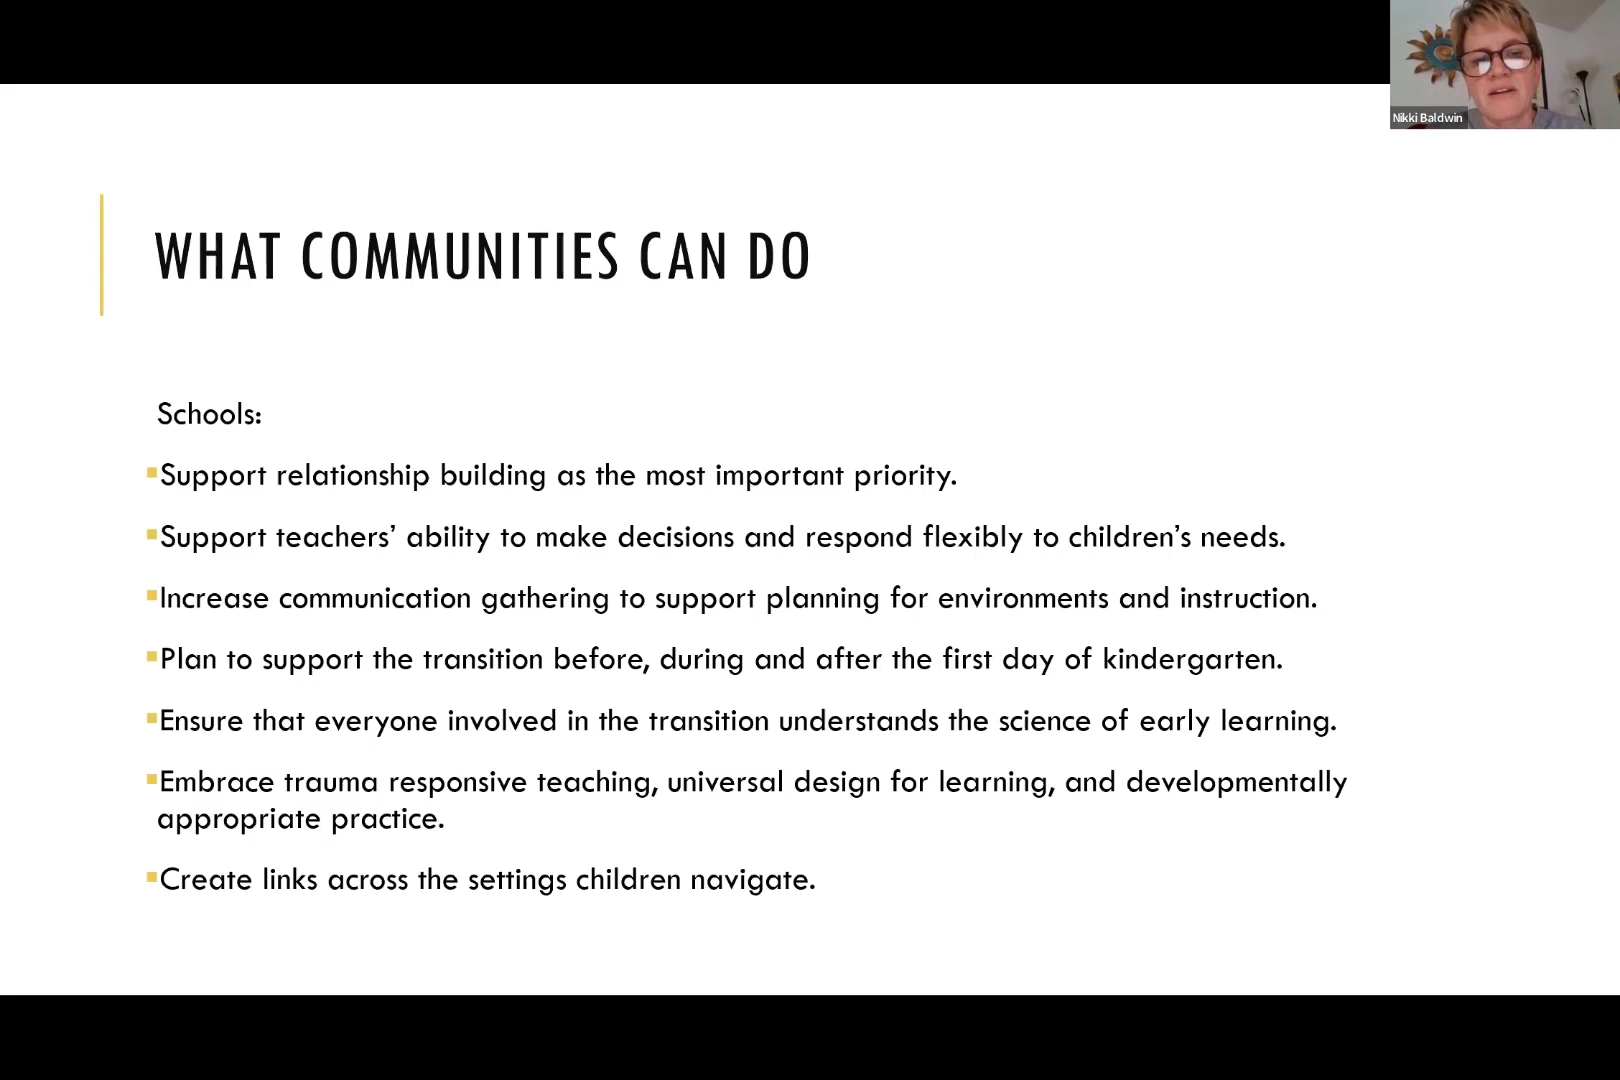 Nikki Baldwin
WHAT COMMUNITIES CAN DO
Schools:
▪Support relationship building as the most important priority.
▪Support teachers’ ability to make decisions and respond flexibly to children’s needs.
▪Increase communication gathering to support planning for environments and instruction.
▪Plan to support the transition before, during and after the first day of kindergarten.
▪Ensure that everyone involved in the transition understands the science of early learning.
▪Embrace trauma responsive teaching, universal design for learning, and developmentally
appropriate practice.
▪Create links across the settings children navigate.